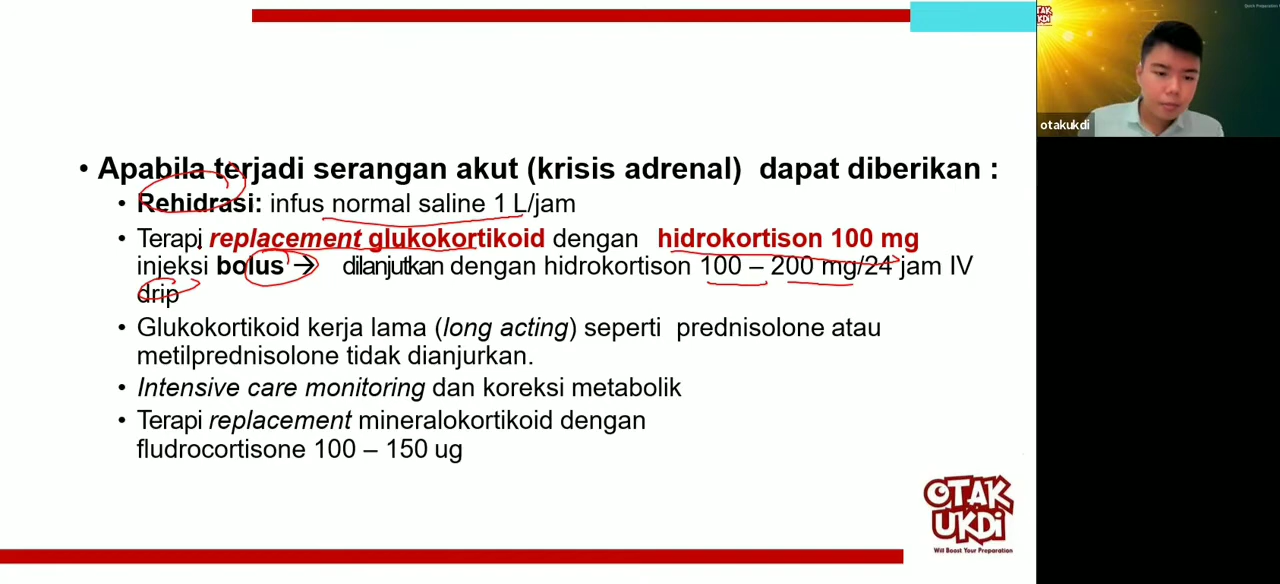 • Apabila terjadi serangan akut (krisis adrenal) dapat diberikan :
• Rehidrasi: infus normal saline 1 L/jam
• Terapi replacement glukokortikoid dengan hidrokortison 100 mg
injeksi bolus → dilanjutkan dengan hidrokortison 100 – 200 mg/24 jam IV
drip
• Glukokortikoid kerja lama (long acting) seperti prednisolone atau
metilprednisolone tidak dianjurkan.
• Intensive care monitoring dan koreksi metabolik
• Terapi replacement mineralokortikoid dengan
fludrocortisone 100 – 150 ug
OTAK
UKDI
Will Boost Your Preparation
OTAK
UKDI
otakukdi